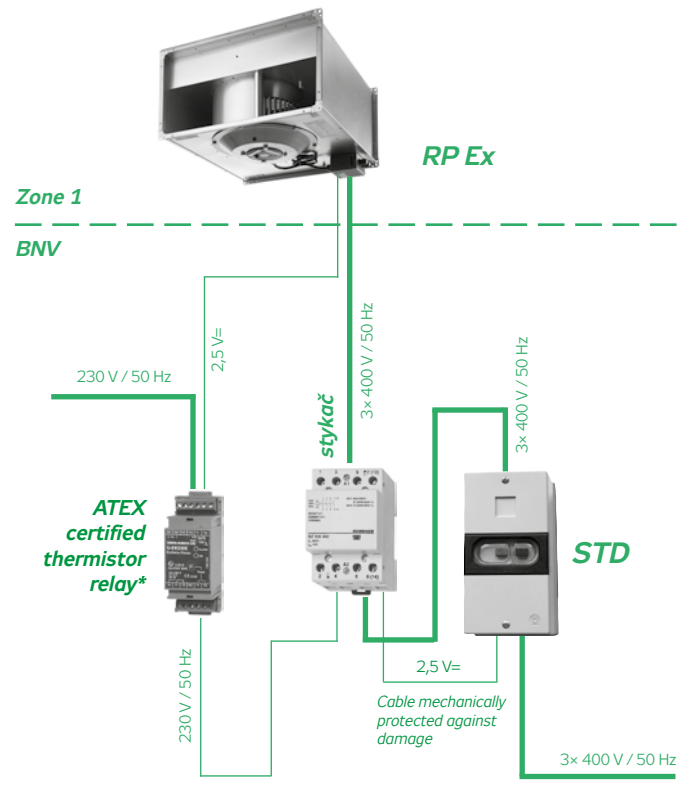 RP Ex
Zone 1
BNV
2,5 V=
3× 400 V / 50 Hz
3× 400 V / 50 Hz
230 V / 50 Hz
stykač
ATEX
certified
thermistor
relay*
STD
230 V / 50 Hz
2,5 V=
Cable mechanically
protected against
damage
3× 400 V / 50 Hz